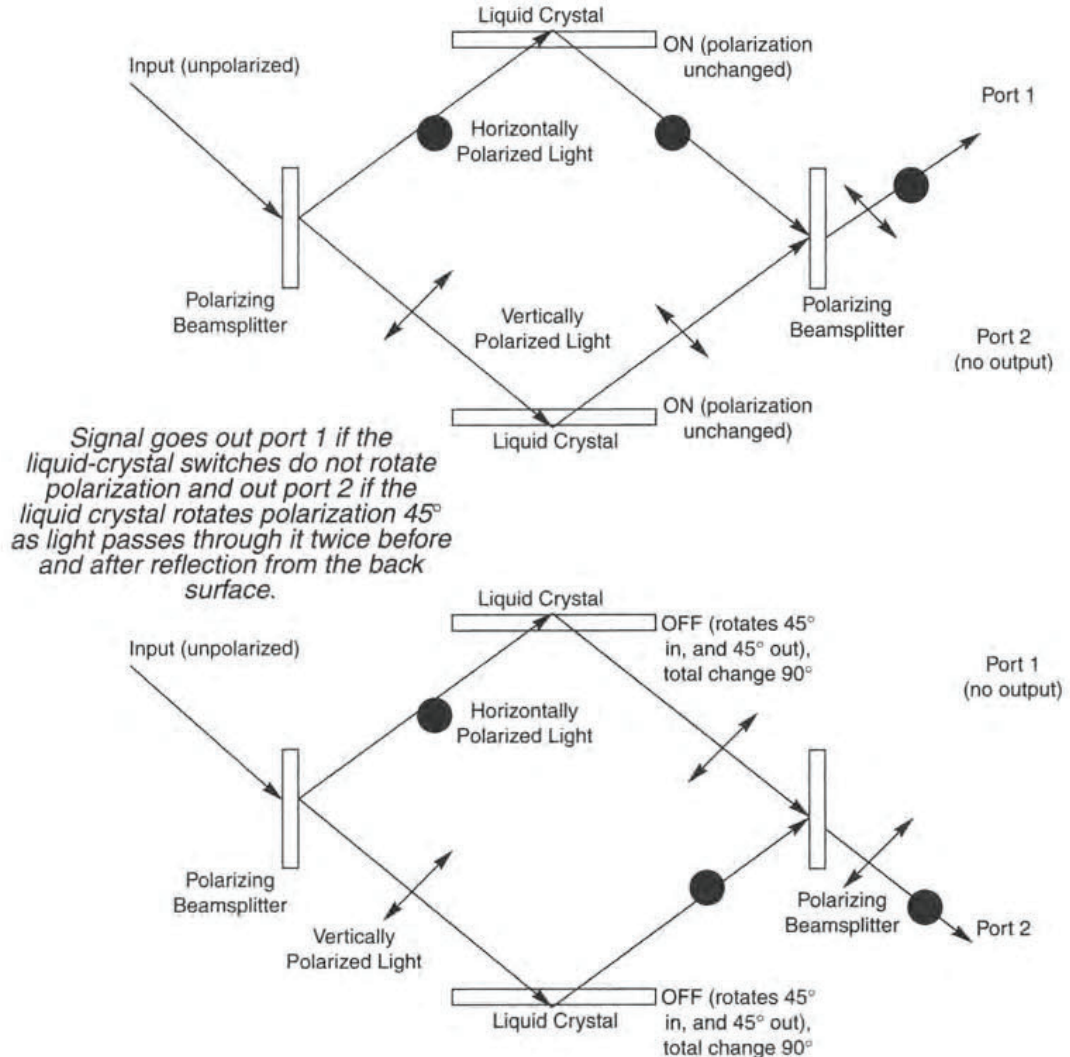 Liquid Crystal
ON (polarization
unchanged)
Input (unpolarized)
Port 1
Horizontally
Polarized Light
Polarizing
Beamsplitter
Vertically
Polarized Light
Polarizing
Beamsplitter
Port 2
(no output)
ON (polarization
unchanged)
Liquid Crystal
Signal goes out port 1 if the
liquid-crystal switches do not rotate
polarization and out port 2 if the
liquid crystal rotates polarization 45°
as light passes through it twice before
and after reflection from the back
surface.
Liquid Crystal
OFF (rotates 45°
in, and 45° out),
total change 90°
Input (unpolarized)
Port 1
(no output)
Horizontally
Polarized Light
Polarizing
Beamsplitter
Vertically
Polarized Light
Polarizing
Beamsplitter
Port 2
OFF (rotates 45°
in, and 45° out),
total change 90°
Liquid Crystal